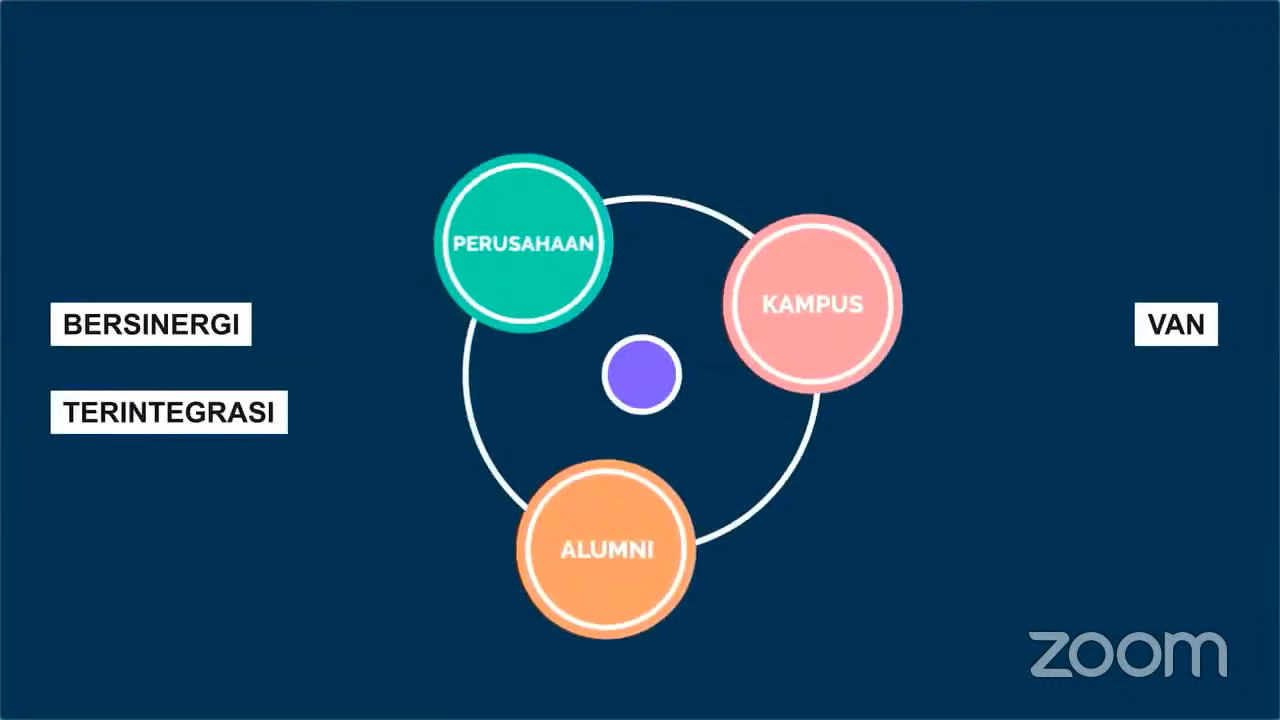 PERUSAHAAN
KAMPUS
BERSINERGI
VAN
TERINTEGRASI
ALUMNI
zoom